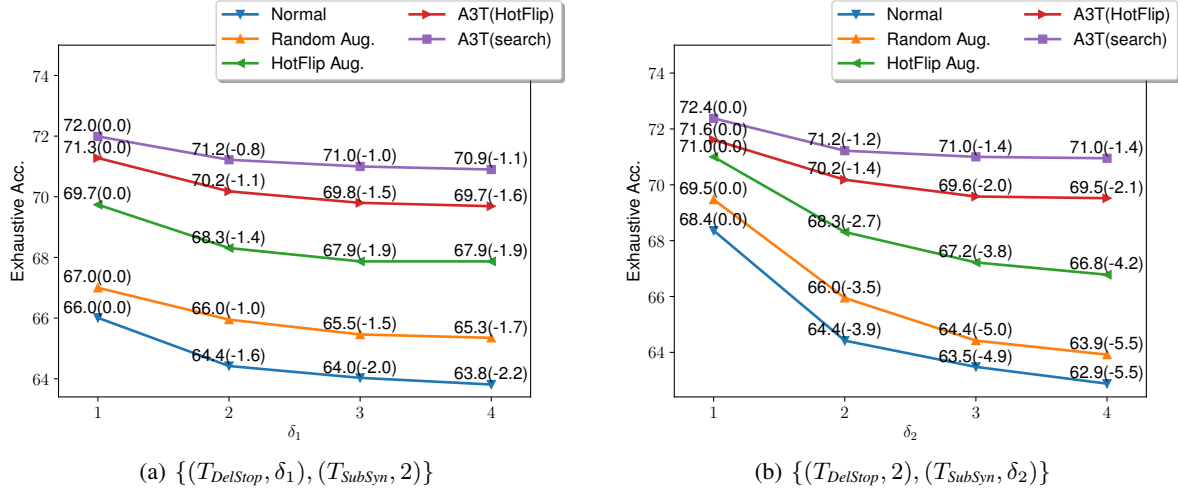 Normal
Random Aug.
HotFlip Aug.
A3T(HotFlip)
A3T(search)
Exhaustive Acc.
74
72
70
68
66
64
72.0(0.0)
71.2(-0.8)
71.0(-1.0)
70.9(-1.1)
71.3(0.0)
70.2(-1.1)
69.8(-1.5)
69.7(-1.6)
69.7(0.0)
68.3(-1.4)
67.9(-1.9)
67.9(-1.9)
67.0(0.0)
66.0(-1.0)
65.5(-1.5)
65.3(-1.7)
66.0(0.0)
64.4(-1.6)
64.0(-2.0)
63.8(-2.2)
1 2 3 4
δ₁
(a) {(T_DelStop, δ₁), (T_SubSyn, 2)}
Normal
Random Aug.
HotFlip Aug.
A3T(HotFlip)
A3T(search)
Exhaustive Acc.
74
72
70
68
66
64
72.4(0.0)
71.2(-1.2)
71.0(-1.4)
71.0(-1.4)
71.6(0.0)
70.2(-1.4)
69.6(-2.0)
69.5(-2.1)
71.0(0.0)
68.3(-2.7)
67.2(-3.8)
66.8(-4.2)
69.5(0.0)
66.0(-3.5)
64.4(-5.0)
63.9(-5.5)
68.4(0.0)
64.4(-3.9)
63.5(-4.9)
62.9(-5.5)
1 2 3 4
δ₂
(b) {(T_DelStop, 2), (T_SubSyn, δ₂)}